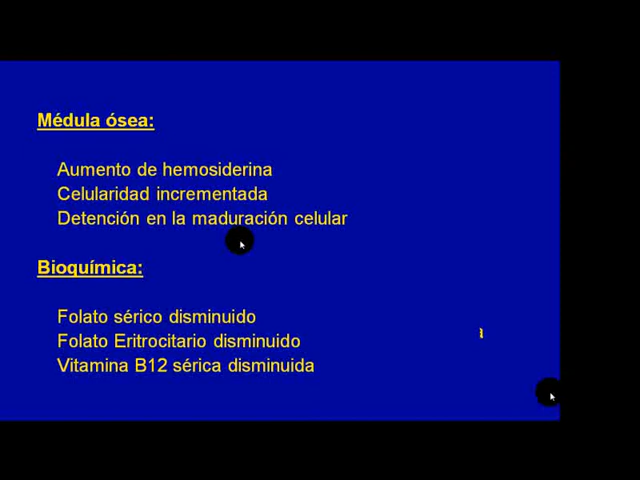 Médula ósea:
Aumento de hemosiderina
Celularidad incrementada
Detención en la maduración celular
Bioquímica:
Folato sérico disminuido
Folato Eritrocitario disminuido
Vitamina B12 sérica disminuida